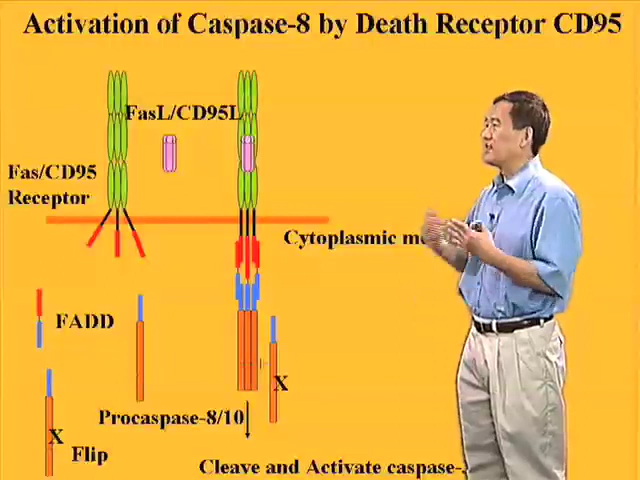 Activation of Caspase-8 by Death Receptor CD95
FasL/CD95L
Fas/CD95
Receptor
Cytoplasmic
FADD
X
Procaspase-8/10
X
Flip
Cleave and Activate caspase-